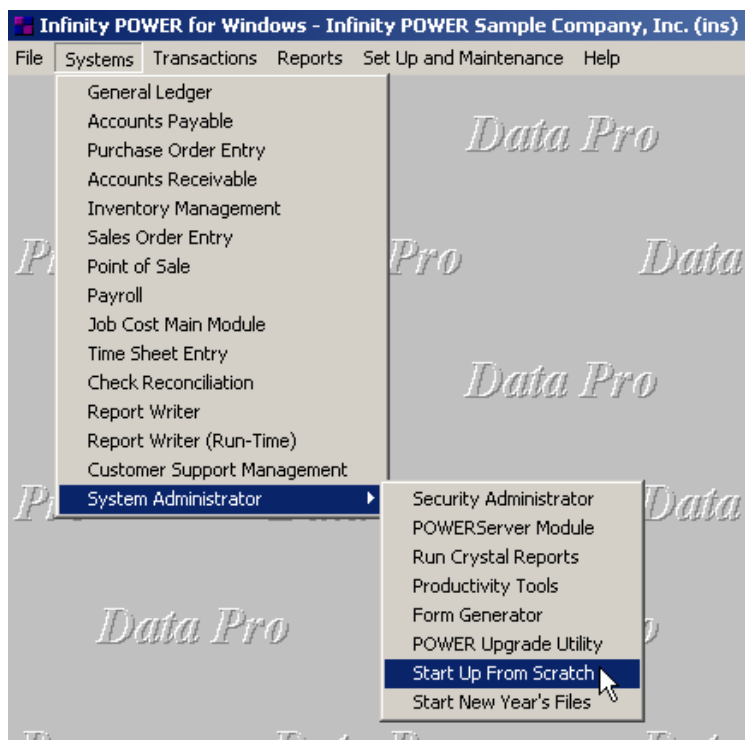 Infinity POWER for Windows - Infinity POWER Sample Company, Inc. (ins)
File Systems Transactions Reports Set Up and Maintenance Help
General Ledger
Accounts Payable
Purchase Order Entry
Accounts Receivable
Inventory Management
Sales Order Entry
Point of Sale
Payroll
Job Cost Main Module
Time Sheet Entry
Check Reconciliation
Report Writer
Report Writer (Run-Time)
Customer Support Management
System Administrator
Security Administrator
POWERServer Module
Run Crystal Reports
Productivity Tools
Form Generator
POWER Upgrade Utility
Start Up From Scratch
Start New Year's Files
Data Pro
Pro Data
Data Pro
Data
Data Pro